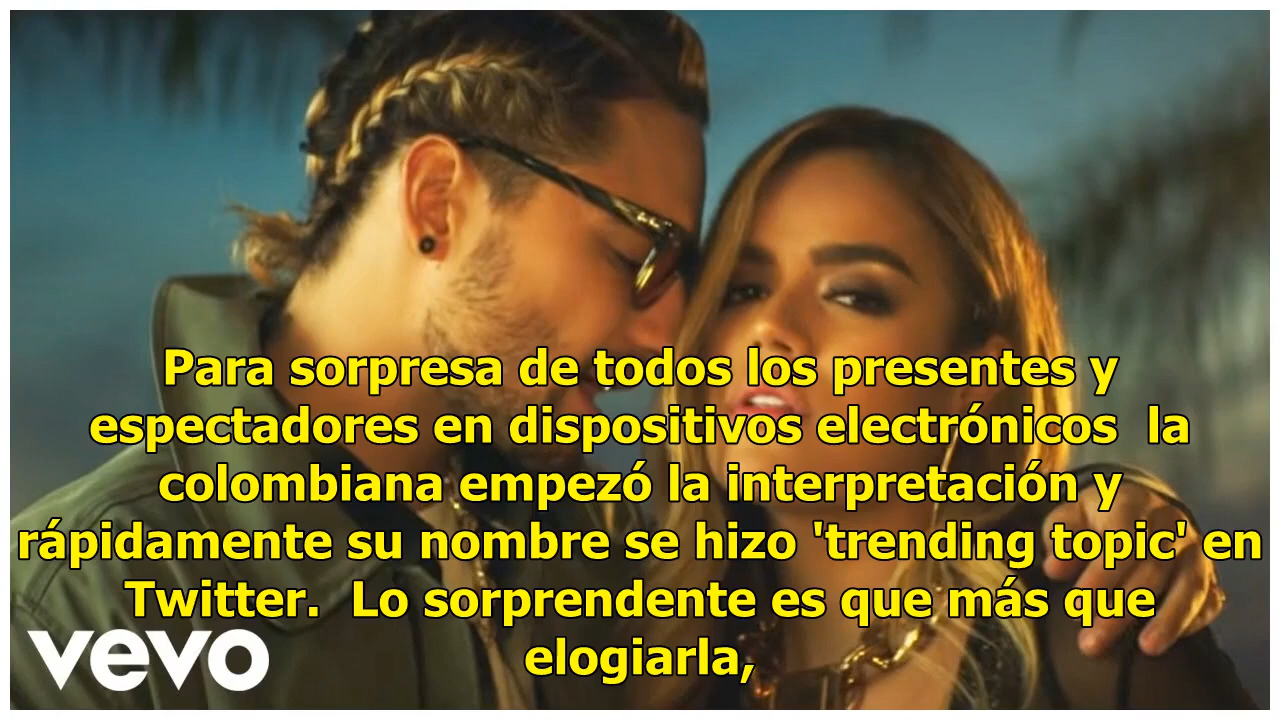 Para sorpresa de todos los presentes y
espectadores en dispositivos electrónicos  la
colombiana empezó la interpretación y
rápidamente su nombre se hizo 'trending topic' en
Twitter.  Lo sorprendente es que más que
elogiarla,
vevo